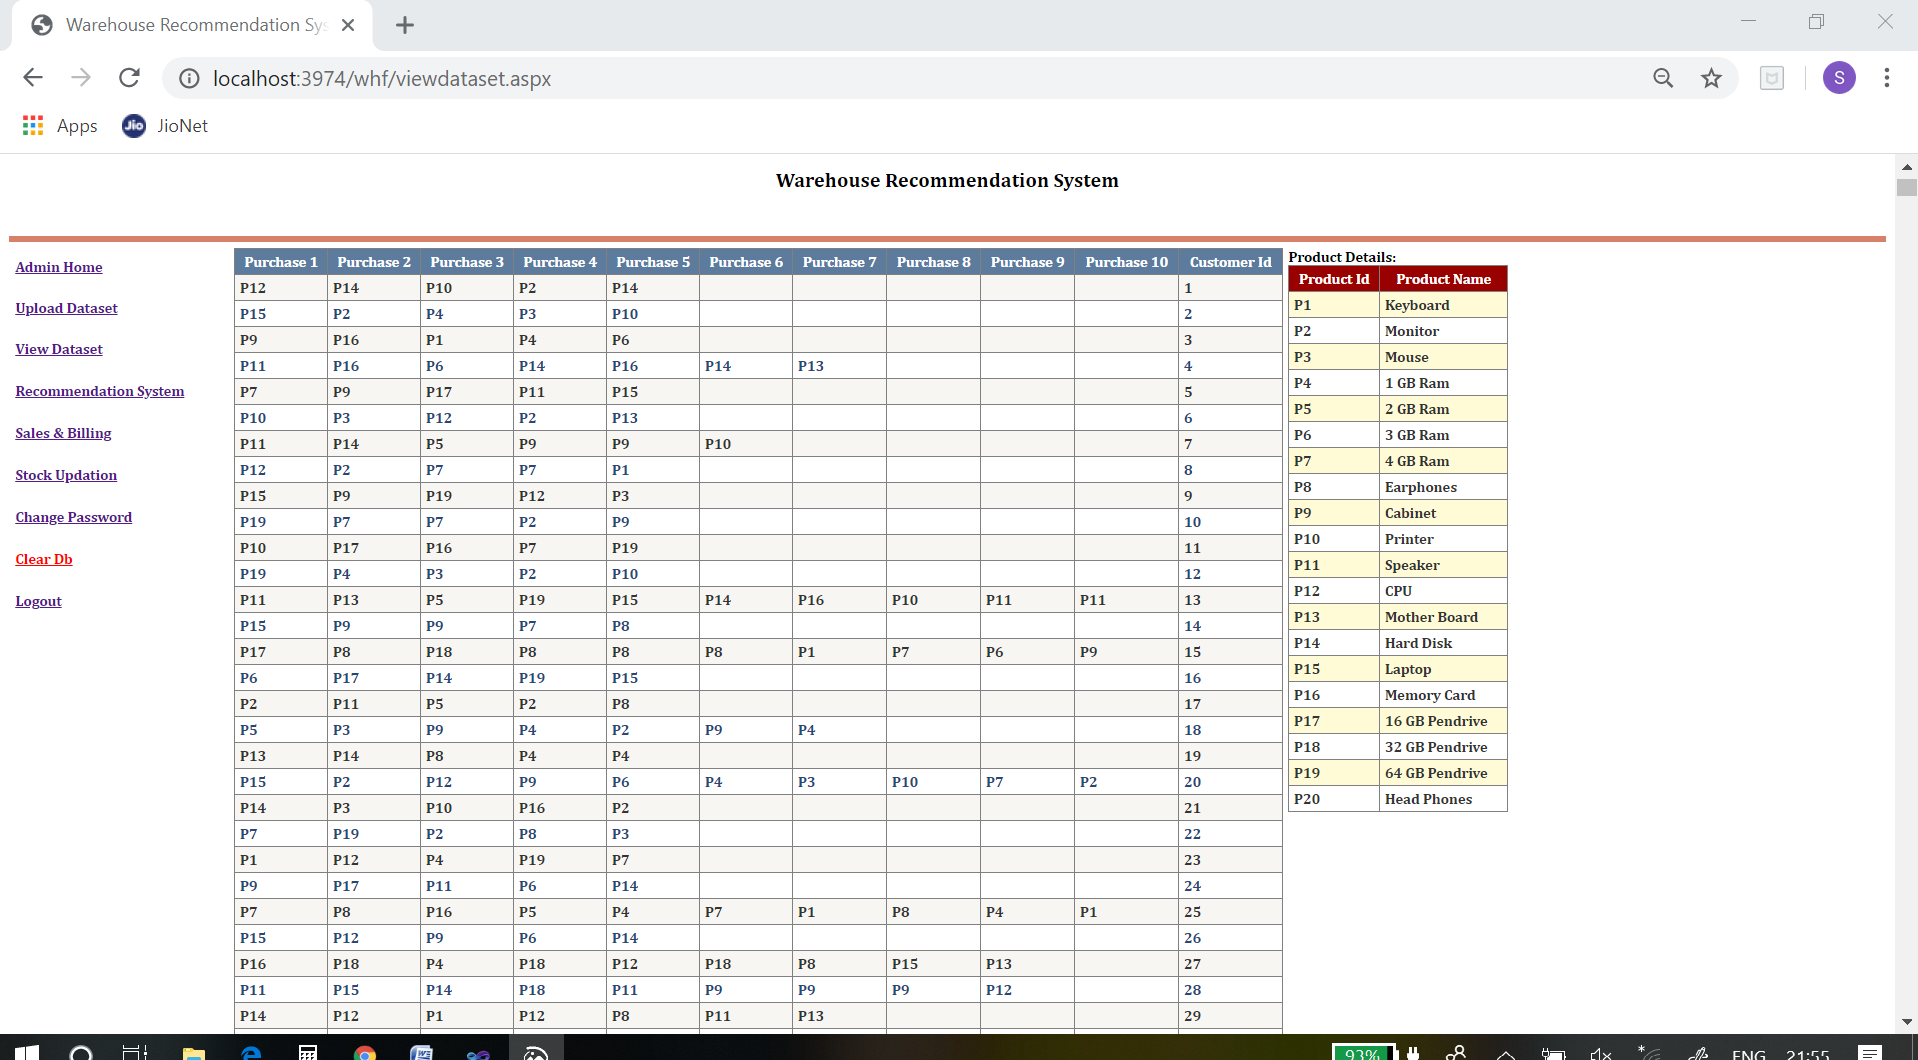 Warehouse Recommendation Sys
localhost:3974/whf/viewdataset.aspx
S
Apps
Jio
JioNet
Warehouse Recommendation System
Admin Home
Upload Dataset
View Dataset
Recommendation System
Sales & Billing
Stock Updation
Change Password
Clear Db
Logout
Purchase 1 Purchase 2 Purchase 3 Purchase 4 Purchase 5 Purchase 6 Purchase 7 Purchase 8 Purchase 9 Purchase 10 Customer Id
P12 P14 P10 P2 P14 1
P15 P2 P4 P3 P10 2
P9 P16 P1 P4 P6 3
P11 P16 P6 P14 P16 P14 P13 4
P7 P9 P17 P11 P15 5
P10 P3 P12 P2 P13 6
P11 P14 P5 P9 P9 P10 7
P12 P2 P7 P7 P1 8
P15 P9 P19 P12 P3 9
P19 P7 P7 P2 P9 10
P10 P17 P16 P7 P19 11
P19 P4 P3 P2 P10 12
P11 P13 P5 P19 P15 P14 P16 P10 P11 P11 13
P15 P9 P9 P7 P8 14
P17 P8 P18 P8 P8 P8 P1 P7 P6 P9 15
P6 P17 P14 P19 P15 16
P2 P11 P5 P2 P8 17
P5 P3 P9 P4 P2 P9 P4 18
P13 P14 P8 P4 P4 19
P15 P2 P12 P9 P6 P4 P3 P10 P7 P2 20
P14 P3 P10 P16 P2 21
P7 P19 P2 P8 P3 22
P1 P12 P4 P19 P7 23
P9 P17 P11 P6 P14 24
P7 P8 P16 P5 P4 P7 P1 P8 P4 P1 25
P15 P12 P9 P6 P14 26
P16 P18 P4 P18 P12 P18 P8 P15 P13 27
P11 P15 P14 P18 P11 P9 P9 P9 P12 28
P14 P12 P1 P12 P8 P11 P13 29
Product Details:
Product Id Product Name
P1 Keyboard
P2 Monitor
P3 Mouse
P4 1 GB Ram
P5 2 GB Ram
P6 3 GB Ram
P7 4 GB Ram
P8 Earphones
P9 Cabinet
P10 Printer
P11 Speaker
P12 CPU
P13 Mother Board
P14 Hard Disk
P15 Laptop
P16 Memory Card
P17 16 GB Pendrive
P18 32 GB Pendrive
P19 64 GB Pendrive
P20 Head Phones
93%
ENG
21:55